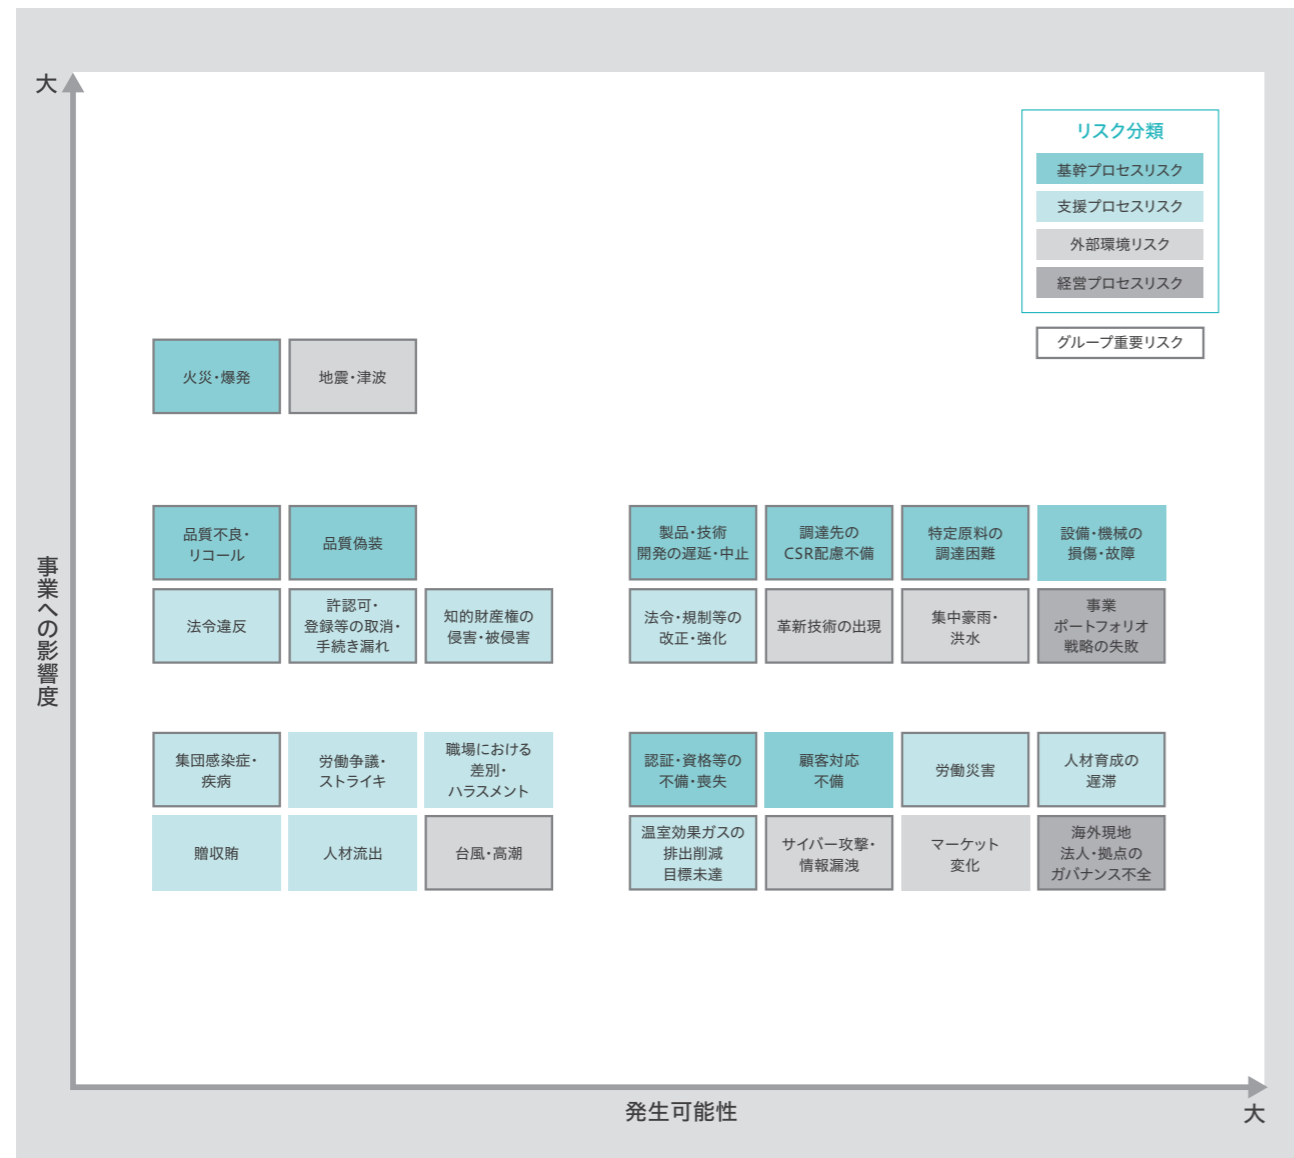 大
リスク分類
基幹プロセスリスク
支援プロセスリスク
外部環境リスク
経営プロセスリスク
グループ重要リスク
火災・爆発
地震・津波
品質不良・
リコール
品質偽装
製品・技術
開発の遅延・中止
調達先の
CSR配慮不備
特定原料の
調達困難
設備・機械の
損傷・故障
法令違反
許認可・
登録等の取消・
手続き漏れ
知的財産権の
侵害・被侵害
法令・規制等の
改正・強化
革新技術の出現
集中豪雨・
洪水
事業
ポートフォリオ
戦略の失敗
事業への影響度
集団感染症・
疾病
労働争議・
ストライキ
職場における
差別・
ハラスメント
認証・資格等の
不備・喪失
顧客対応
不備
労働災害
人材育成の
遅滞
贈収賄
人材流出
台風・高潮
温室効果ガスの
排出削減
目標未達
サイバー攻撃・
情報漏洩
マーケット
変化
海外現地
法人・拠点の
ガバナンス不全
発生可能性
大